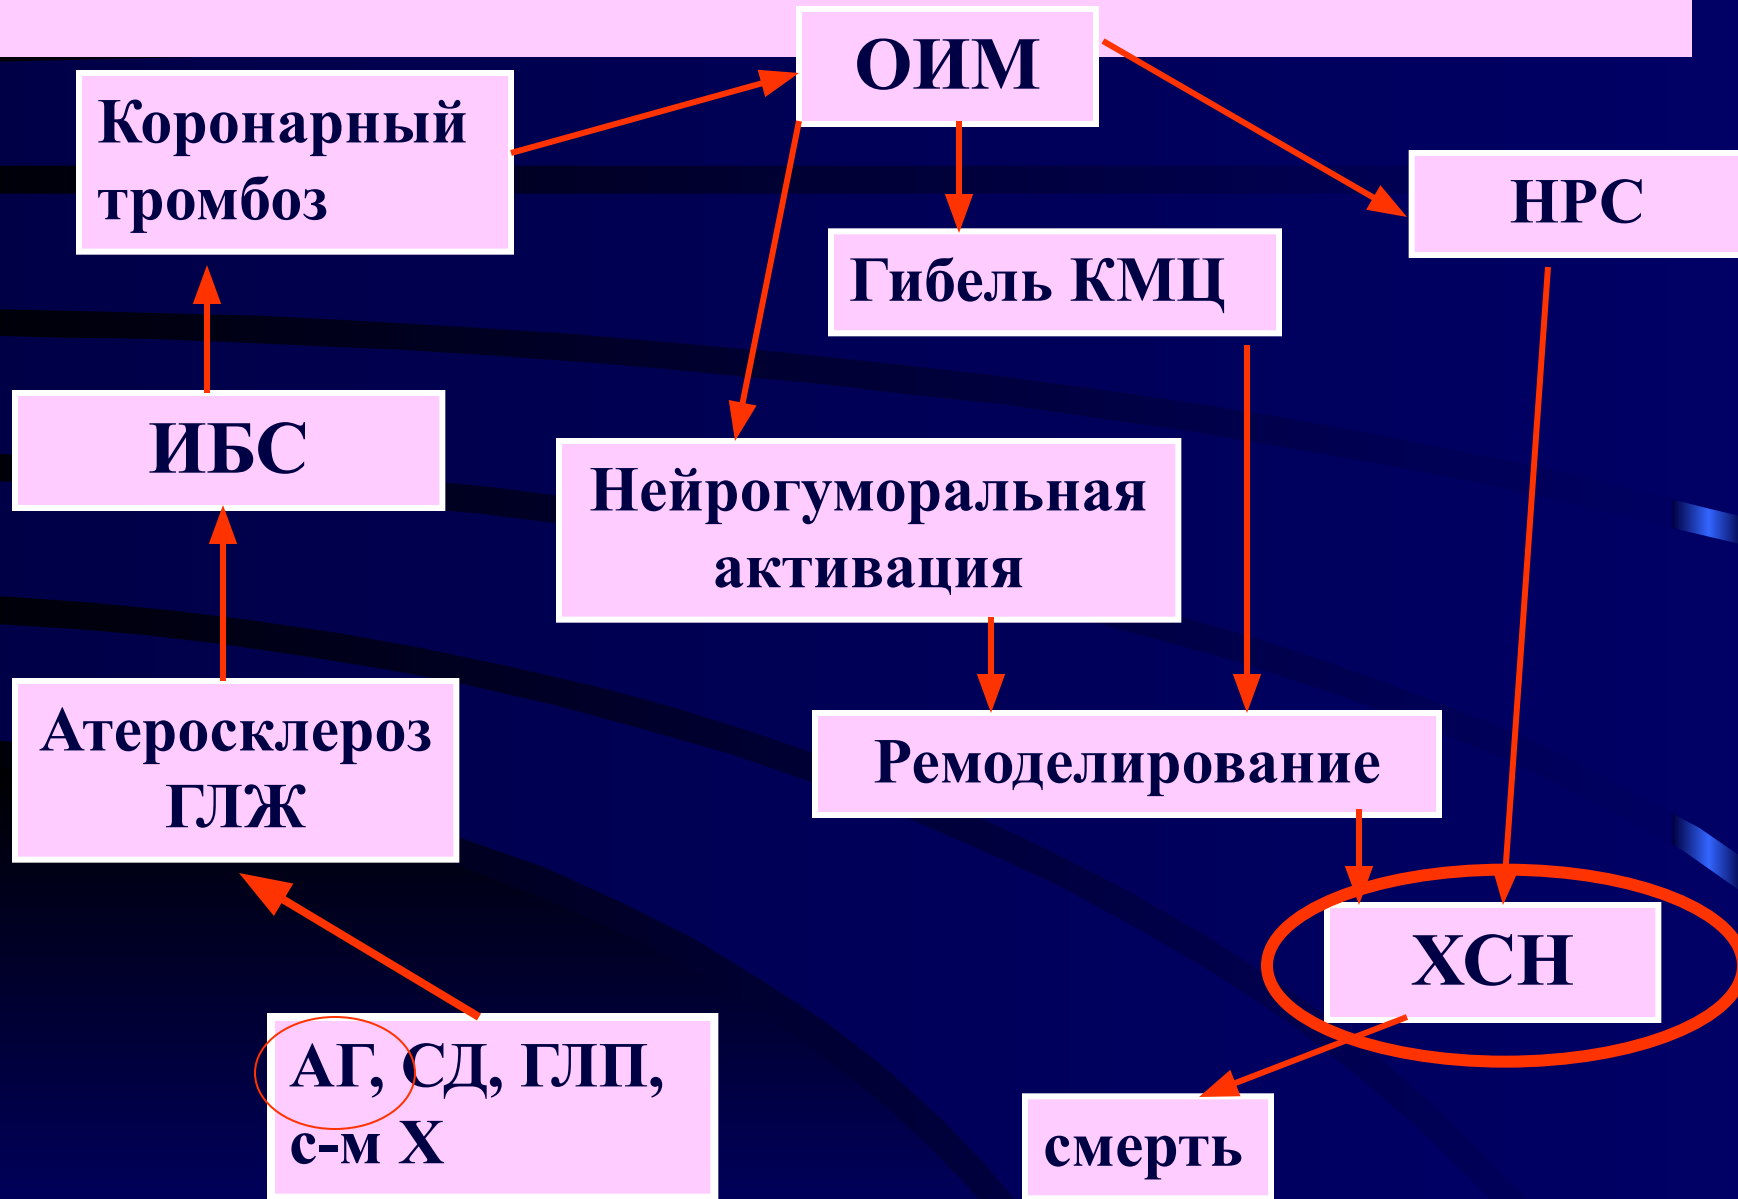 ОИМ
Коронарный
тромбоз
НРС
Гибель КМЦ
ИБС
Нейрогуморальная
активация
Атеросклероз
ГЛЖ
Ремоделирование
ХСН
АГ, СД, ГЛП,
с-м Х
смерть